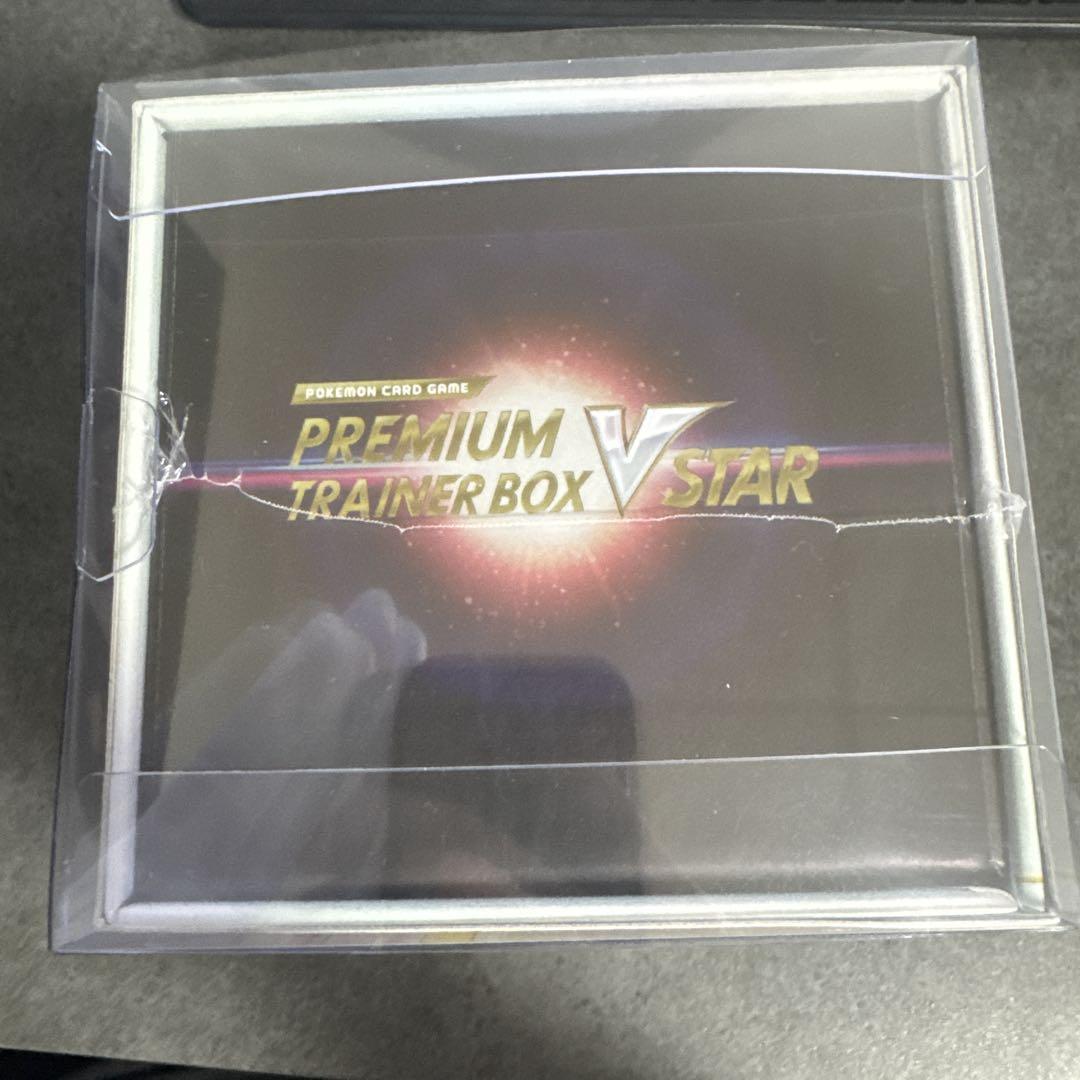 POKEMON CARD GAME
PREMIUM
TRAINER BOX V STAR